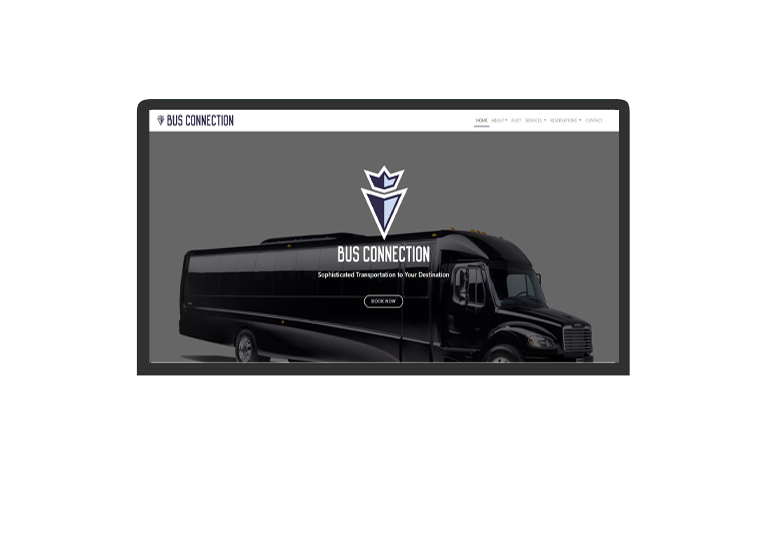 BUS CONNECTION
HOME ABOUT FLEET SERVICES RESERVATIONS CONTACT
BUS CONNECTION
Sophisticated Transportation to Your Destination
BOOK NOW